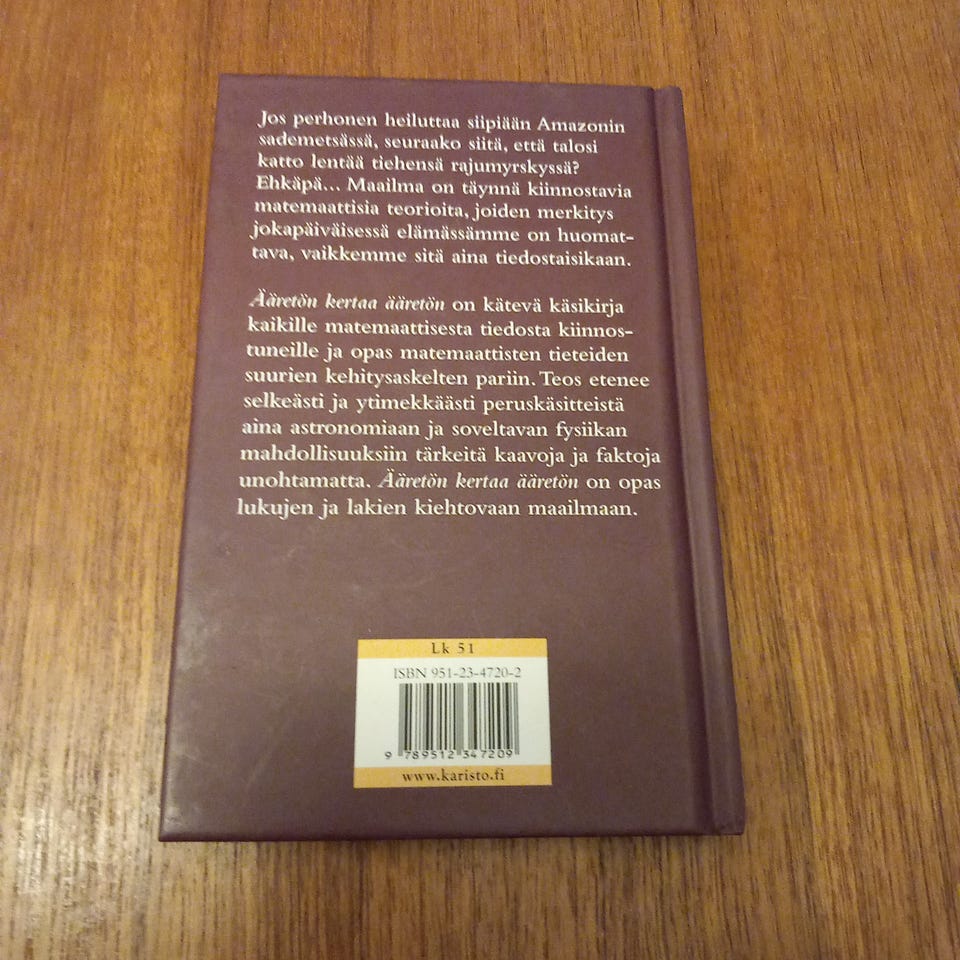 Jos perhonen heiluttaa siipiään Amazonin
sademetsässä, seuraako siitä, että talosi
katto lentää tiehensä rajumyrskyssä?
Ehkäpä... Maailma on täynnä kiinnostavia
matemaattisia teorioita, joiden merkitys
jokapäiväisessä elämässämme on huomat-
tava, vaikkemme sitä aina tiedostaisikaan.
Ääretön kertaa ääretön on kätevä käsikirja
kaikille matemaattisesta tiedosta kiinnos-
tuneille ja opas matemaattisten tieteiden
suurien kehitysaskelten pariin. Teos etenee
selkeästi ja ytimekkäästi peruskäsitteistä
aina astronomiaan ja soveltavan fysiikan
mahdollisuuksiin tärkeitä kaavoja ja faktoja
unohtamatta. Ääretön kertaa ääretön on opas
lukujen ja lakien kiehtovaan maailmaan.
Lk 51
ISBN 951-23-4720-2
9 789512 347209
www.karisto.fi